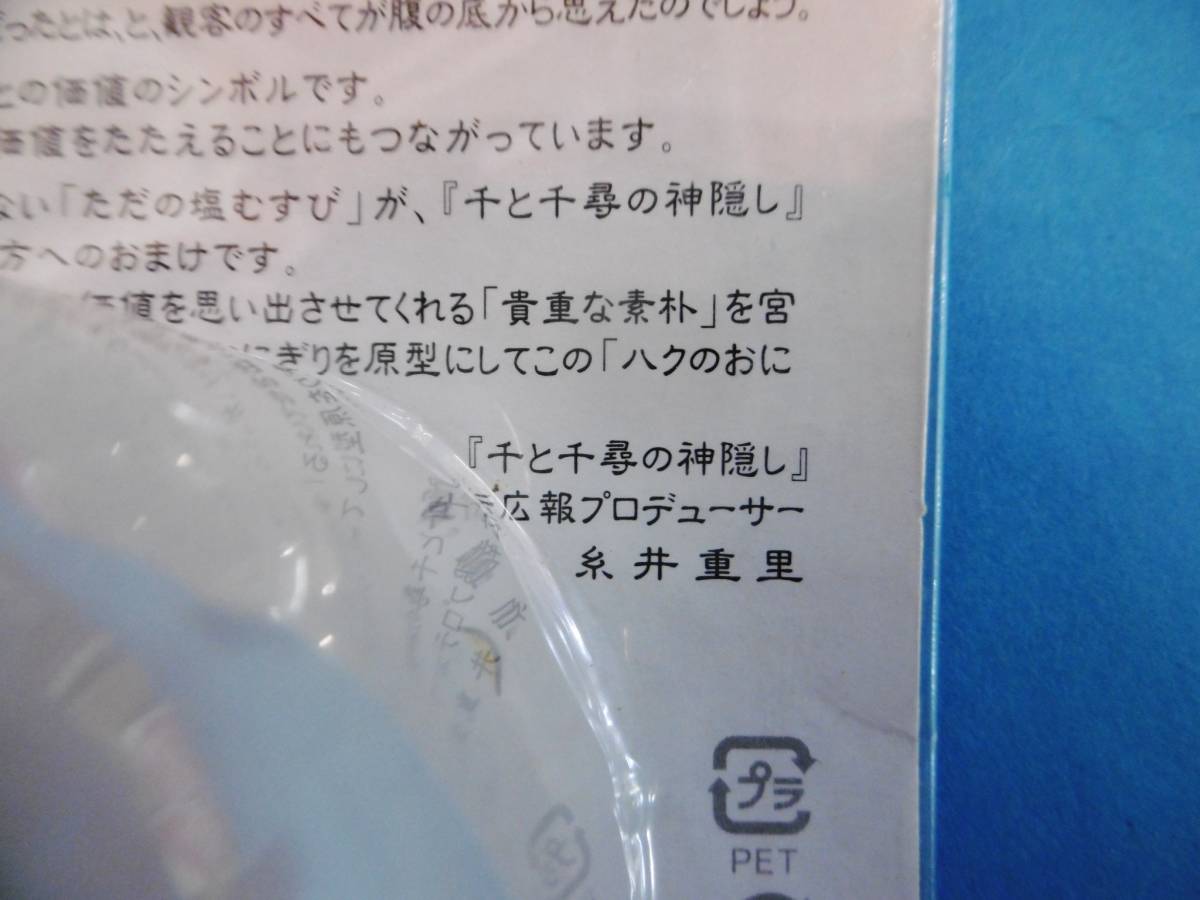 ったとは、と、観客のすべてが腹の底から思えたのでしょう。
との価値のシンボルです。
価値をたたえることにもつながっています。
ない「ただの塩むすび」が、『千と千尋の神隠し』
方へのおまけです。
価値を思い出させてくれる「貴重な素朴」を宮
にぎりを原型にしてこの「ハクのおに
『千と千尋の神隠し』
広報プロデューサー
糸井重里
プラ
PET